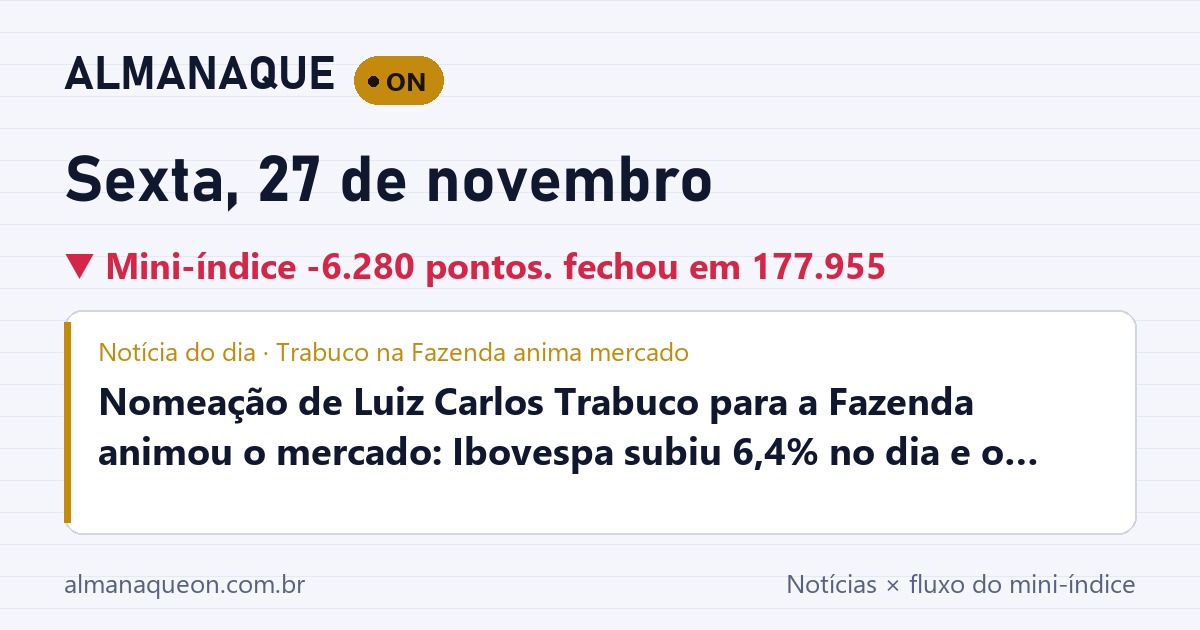 ALMANAQUE • ON
Sexta, 27 de novembro
▼ Mini-índice -6.280 pontos. fechou em 177.955
Notícia do dia · Trabuco na Fazenda anima mercado
Nomeação de Luiz Carlos Trabuco para a Fazenda
animou o mercado: Ibovespa subiu 6,4% no dia e o…
almanaqueon.com.br
Notícias × fluxo do mini-índice